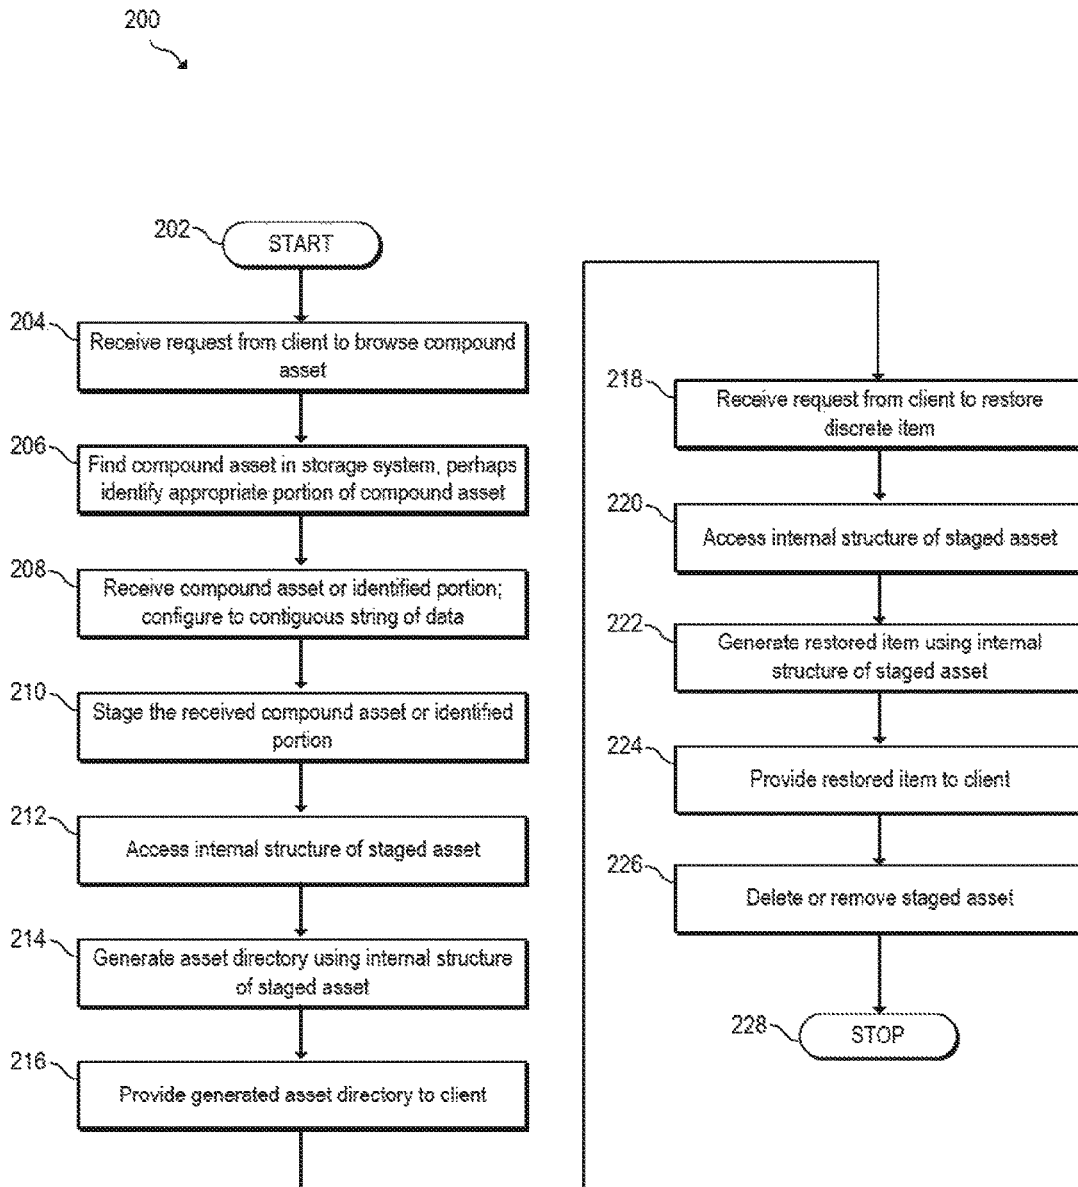 200
202
START
204
Receive request from client to browse compound
asset
206
Find compound asset in storage system, perhaps
identify appropriate portion of compound asset
208
Receive compound asset or identified portion;
configure to contiguous string of data
210
Stage the received compound asset or identified
portion
212
Access internal structure of staged asset
214
Generate asset directory using internal structure
of staged asset
216
Provide generated asset directory to client
218
Receive request from client to restore
discrete item
220
Access internal structure of staged asset
222
Generate restored item using internal
structure of staged asset
224
Provide restored item to client
226
Delete or remove staged asset
228
STOP